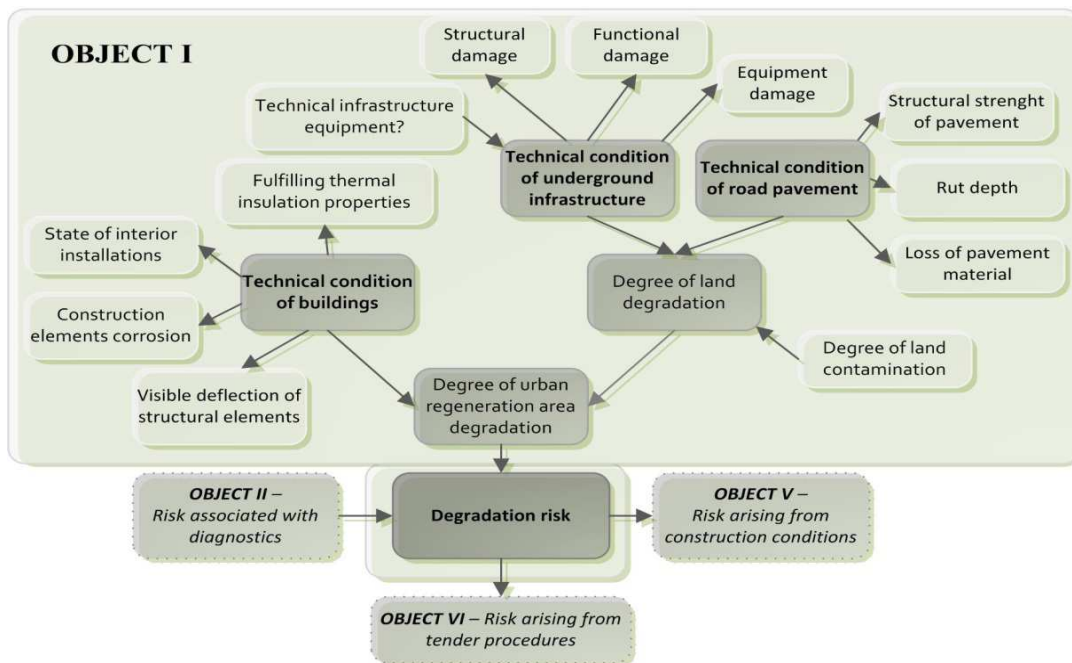 OBJECT I
Structural
damage
Functional
damage
Equipment
damage
Technical infrastructure
equipment?
Structural strenght
of pavement
Technical condition
of underground
infrastructure
Technical condition
of road pavement
Fulfilling thermal
insulation properties
Rut depth
State of interior
installations
Loss of pavement
material
Technical condition
of buildings
Degree of land
degradation
Construction
elements corrosion
Degree of land
contamination
Visible deflection of
structural elements
Degree of urban
regeneration area
degradation
OBJECT II –
Risk associated with
diagnostics
Degradation risk
OBJECT V –
Risk arising from
construction conditions
OBJECT VI – Risk arising from
tender procedures